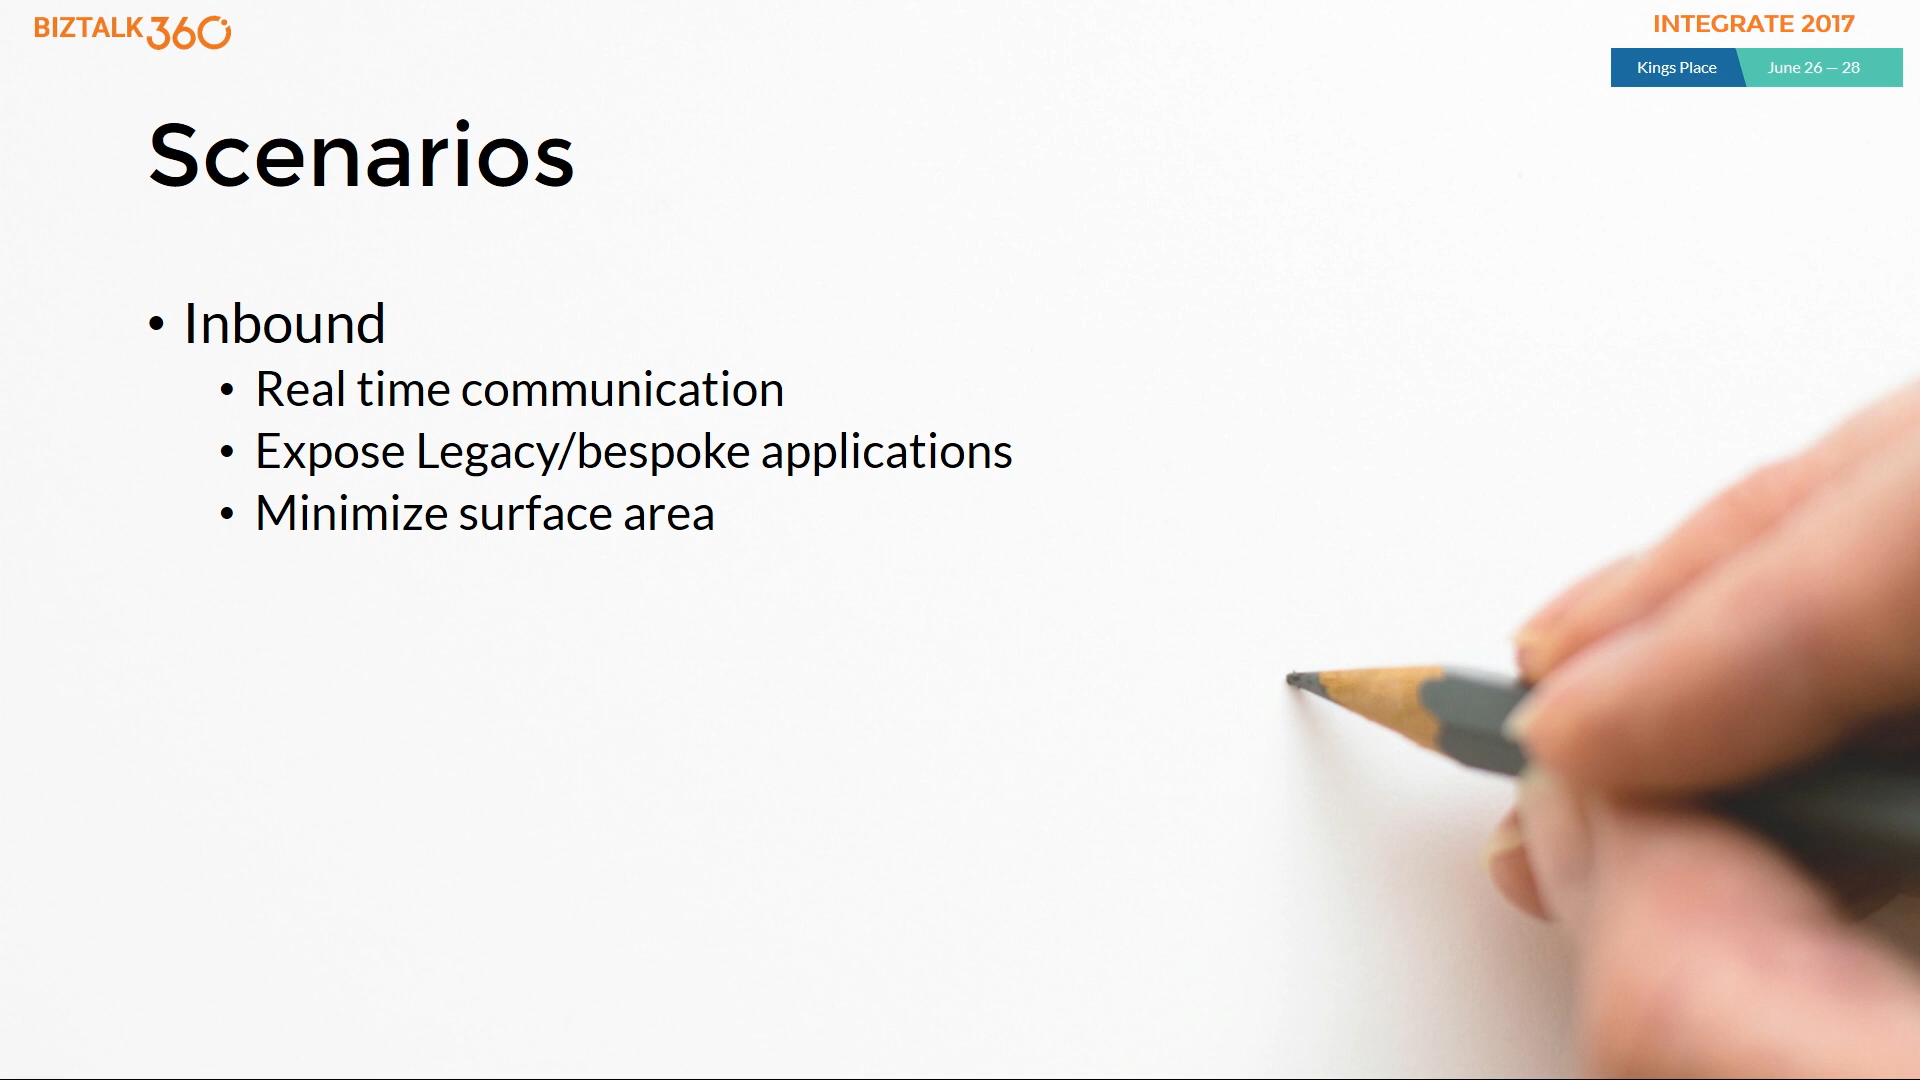 BIZTALK360
INTEGRATE 2017
Kings Place
June 26 — 28
Scenarios
• Inbound
• Real time communication
• Expose Legacy/bespoke applications
• Minimize surface area